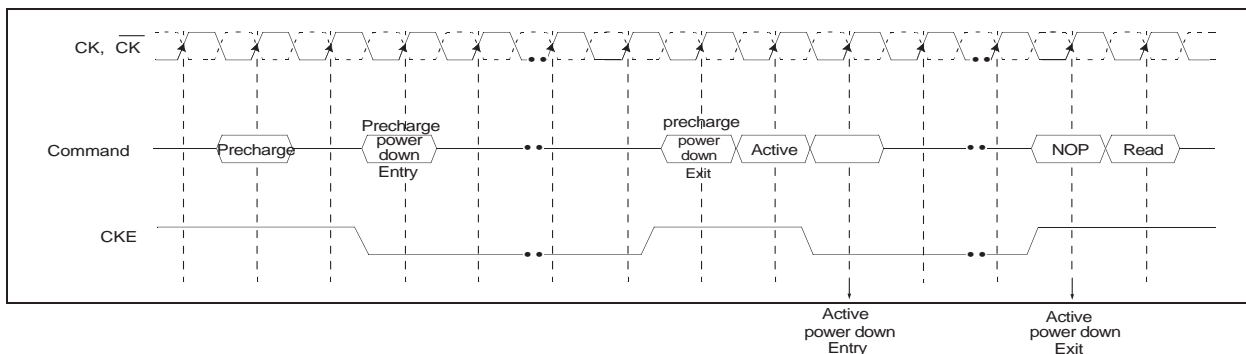 CK, CK
Command
Precharge
Precharge
power
down
Entry
precharge
power
down
Exit
Active
NOP
Read
CKE
Active
power down
Entry
Active
power down
Exit